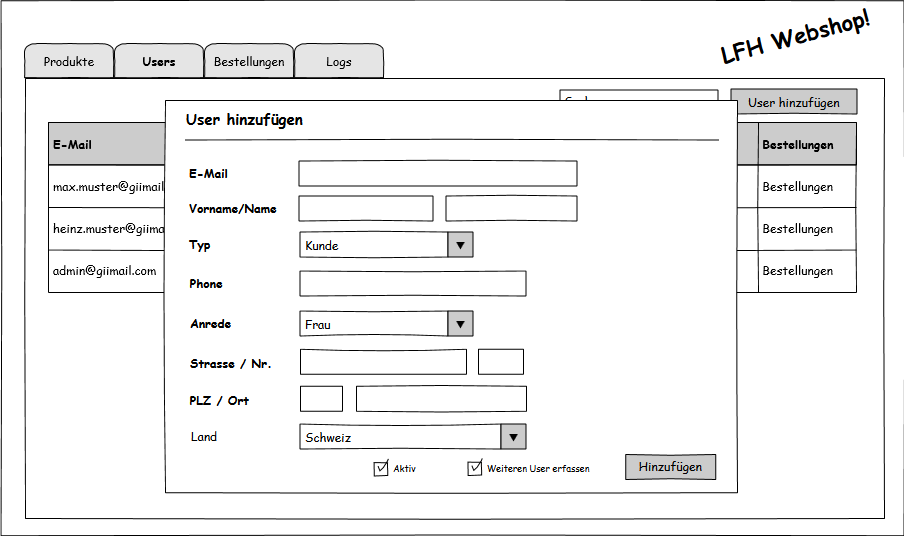 LFH Webshop!
Produkte Users Bestellungen Logs
User hinzufügen
E-Mail Bestellungen
max.muster@giimail Bestellungen
heinz.muster@giima Bestellungen
admin@giimail.com Bestellungen
User hinzufügen
E-Mail
Vorname/Name
Typ Kunde
Phone
Anrede Frau
Strasse / Nr.
PLZ / Ort
Land Schweiz
Aktiv Weiteren User erfassen Hinzufügen